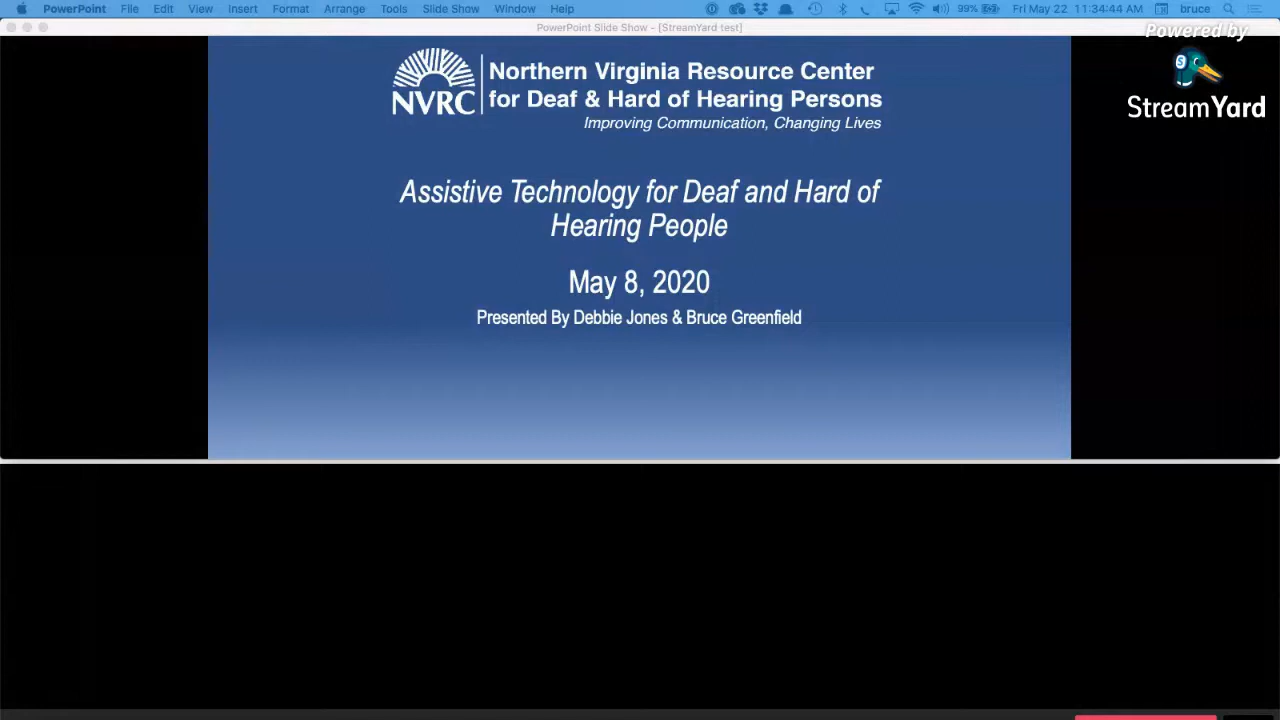 PowerPoint File Edit View Insert Format Arrange Tools Slide Show Window Help 99% Fri May 22 11:34:44 AM bruce
PowerPoint Slide Show - [StreamYard test]
Powered by
S
StreamYard
NVRC
Northern Virginia Resource Center
for Deaf & Hard of Hearing Persons
Improving Communication, Changing Lives
Assistive Technology for Deaf and Hard of
Hearing People
May 8, 2020
Presented By Debbie Jones & Bruce Greenfield